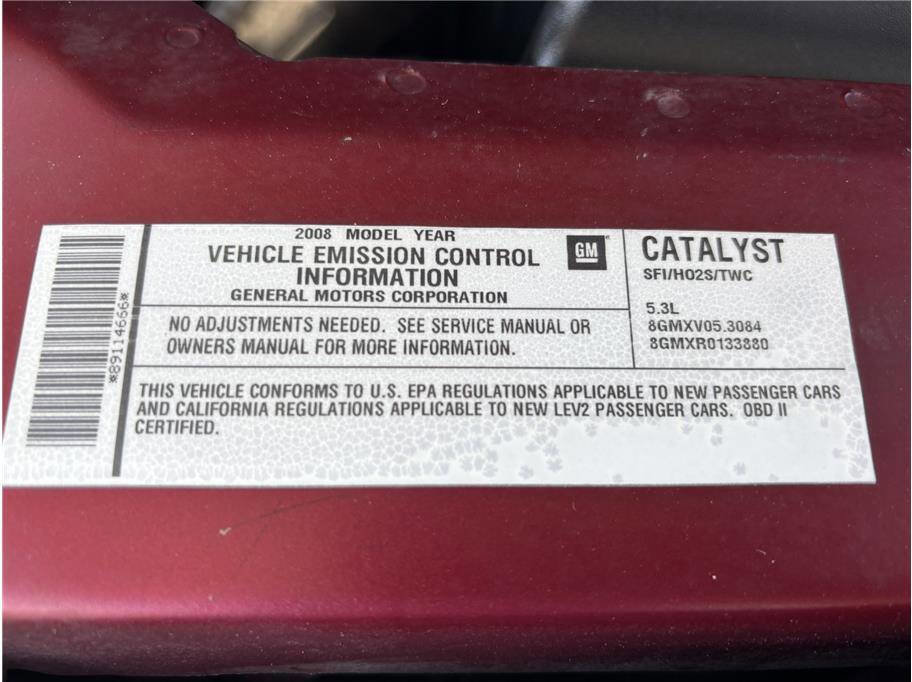 *89114666*
2008 MODEL YEAR
VEHICLE EMISSION CONTROL
INFORMATION
GENERAL MOTORS CORPORATION
GM
NO ADJUSTMENTS NEEDED. SEE SERVICE MANUAL OR
OWNERS MANUAL FOR MORE INFORMATION.
CATALYST
SFI/HO2S/TWC
5.3L
8GMXV05.3084
8GMXR0133880
THIS VEHICLE CONFORMS TO U.S. EPA REGULATIONS APPLICABLE TO NEW PASSENGER CARS
AND CALIFORNIA REGULATIONS APPLICABLE TO NEW LEV2 PASSENGER CARS. OBD II
CERTIFIED.